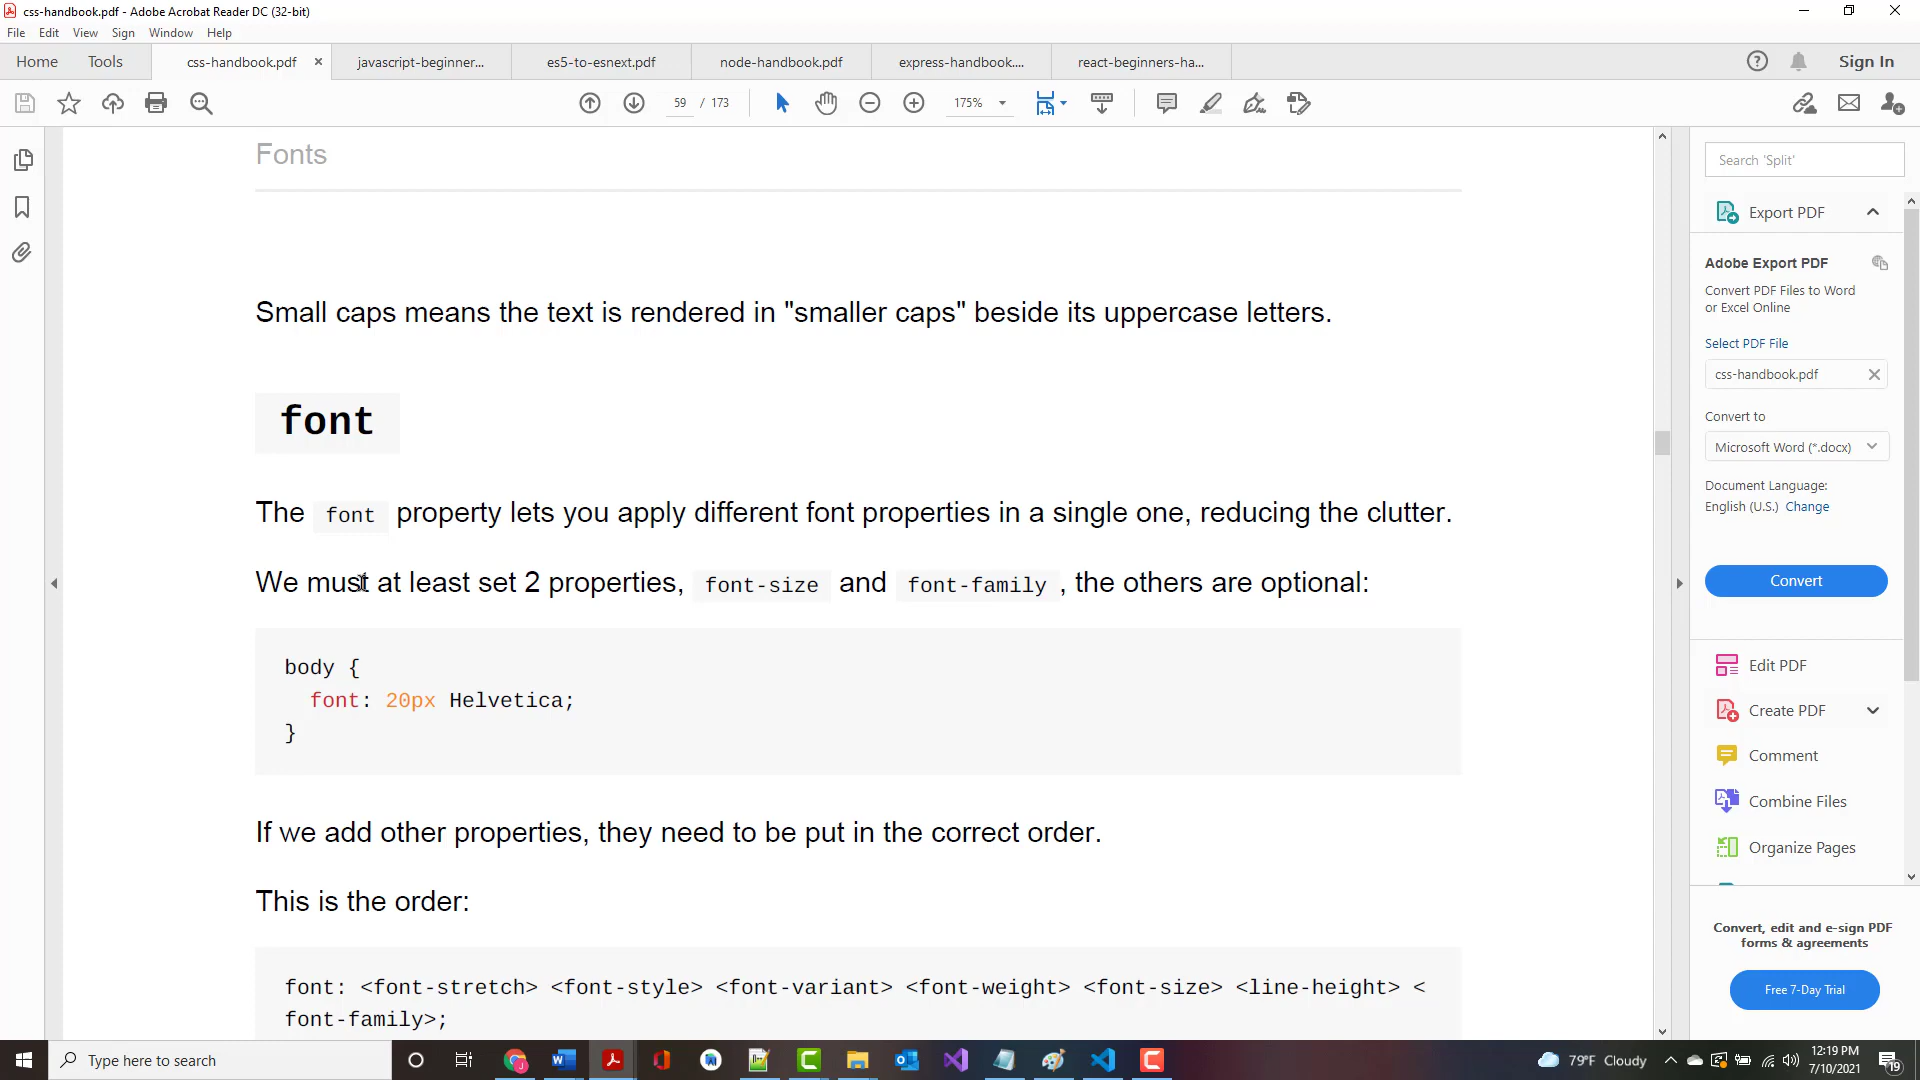 css-handbook.pdf - Adobe Acrobat Reader DC (32-bit)
File Edit View Sign Window Help
Home Tools css-handbook.pdf × javascript-beginner... es5-to-esnext.pdf node-handbook.pdf express-handbook.... react-beginners-ha... Sign In
59 / 173 175%
Fonts
Small caps means the text is rendered in "smaller caps" beside its uppercase letters.
font
The font property lets you apply different font properties in a single one, reducing the clutter.
We must at least set 2 properties, font-size and font-family , the others are optional:
body {
font: 20px Helvetica;
}
If we add other properties, they need to be put in the correct order.
This is the order:
font: <font-stretch> <font-style> <font-variant> <font-weight> <font-size> <line-height> <
font-family>;
Search 'Split'
Export PDF
Adobe Export PDF
Convert PDF Files to Word
or Excel Online
Select PDF File
css-handbook.pdf
Convert to
Microsoft Word (*.docx)
Document Language:
English (U.S.) Change
Convert
Edit PDF
Create PDF
Comment
Combine Files
Organize Pages
Convert, edit and e-sign PDF
forms & agreements
Free 7-Day Trial
Type here to search
79°F Cloudy
12:19 PM
7/10/2021
19